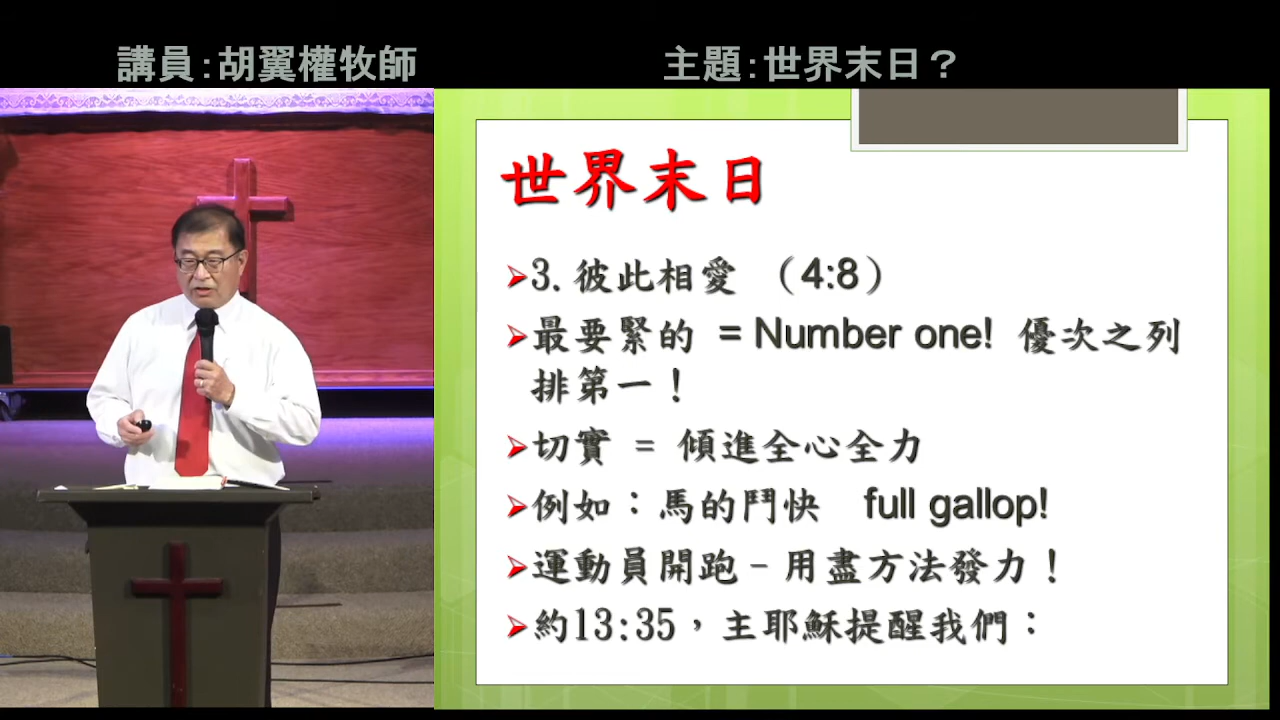 講員:胡翼權牧師
主題:世界末日？
世界末日
➢3. 彼此相愛 （4:8）
➢最要緊的 = Number one! 優次之列
排第一！
➢切實 = 傾進全心全力
➢例如：馬的鬥快 full gallop!
➢運動員開跑－用盡方法發力！
➢約13:35，主耶穌提醒我們：